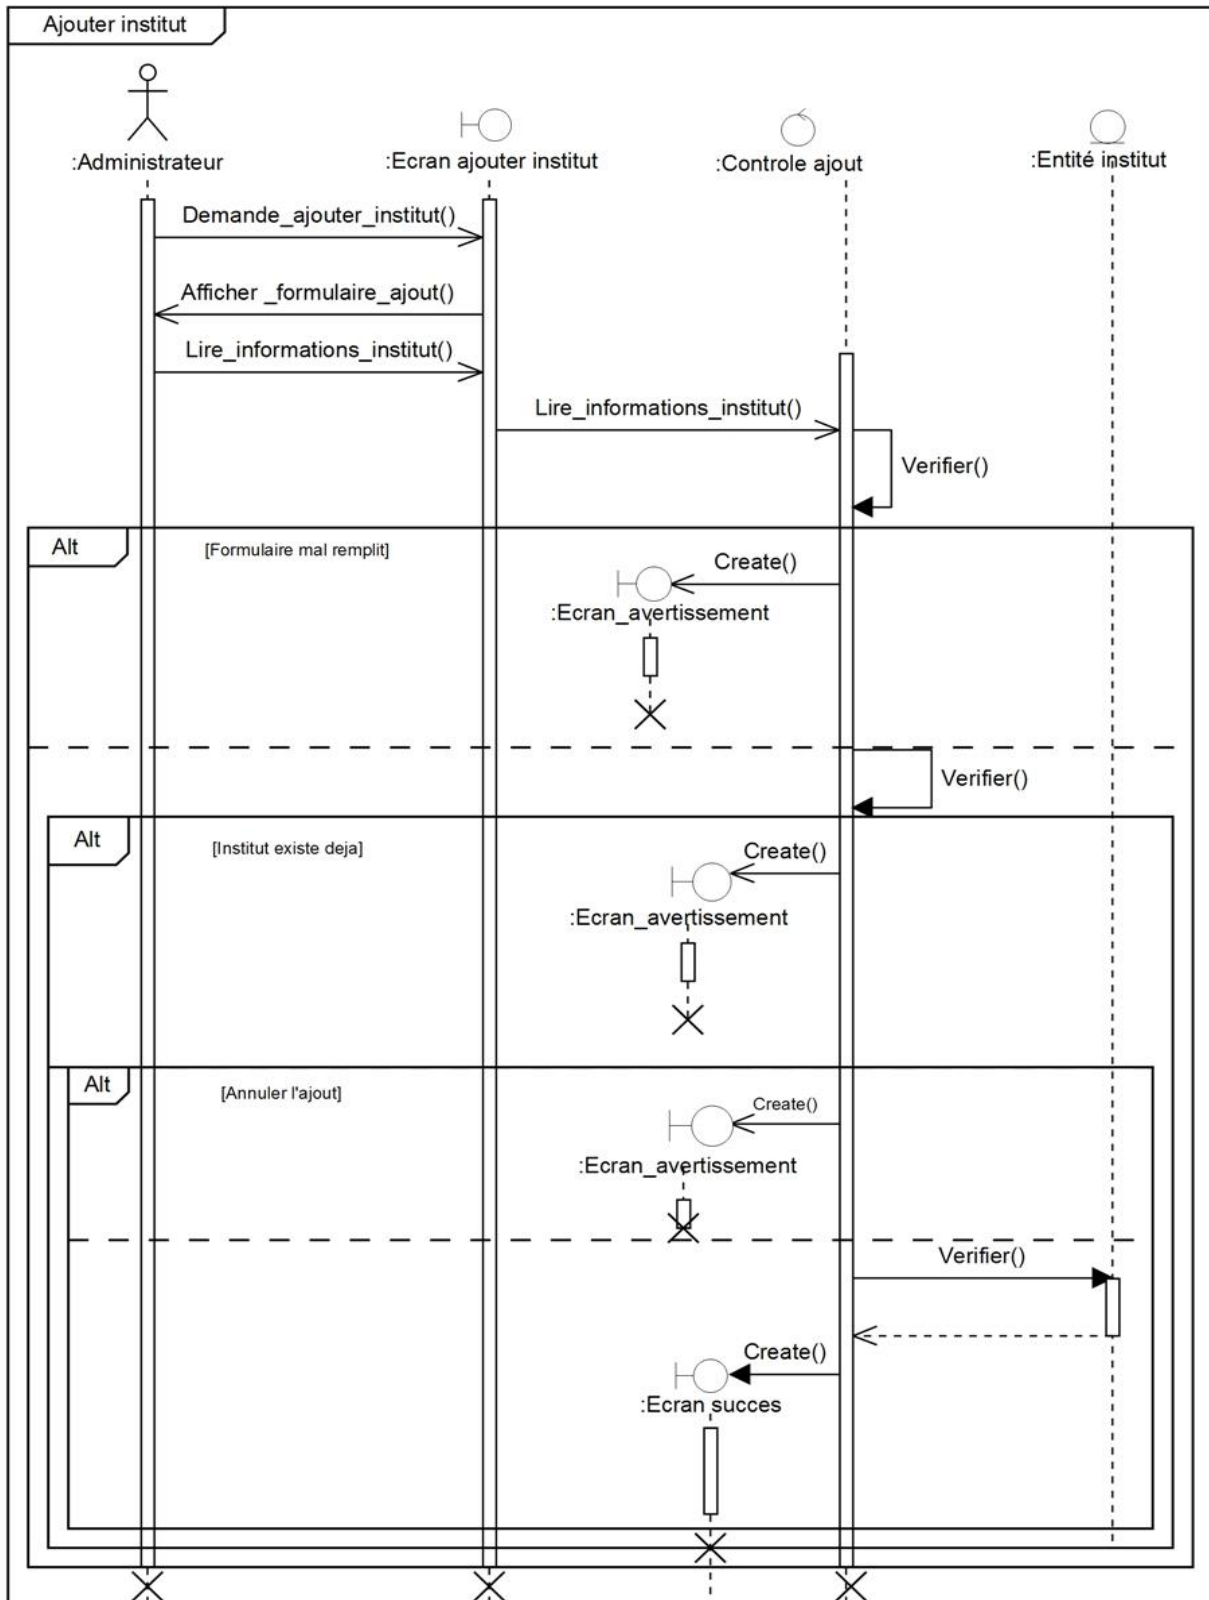 Ajouter institut
:Administrateur
:Ecran ajouter institut
:Controle ajout
:Entité institut
Demande_ajouter_institut()
Afficher _formulaire_ajout()
Lire_informations_institut()
Lire_informations_institut()
Verifier()
Alt
[Formulaire mal remplit]
Create()
:Ecran_avertissement
Verifier()
Alt
[Institut existe deja]
Create()
:Ecran_avertissement
Alt
[Annuler l'ajout]
Create()
:Ecran_avertissement
Verifier()
Create()
:Ecran succes